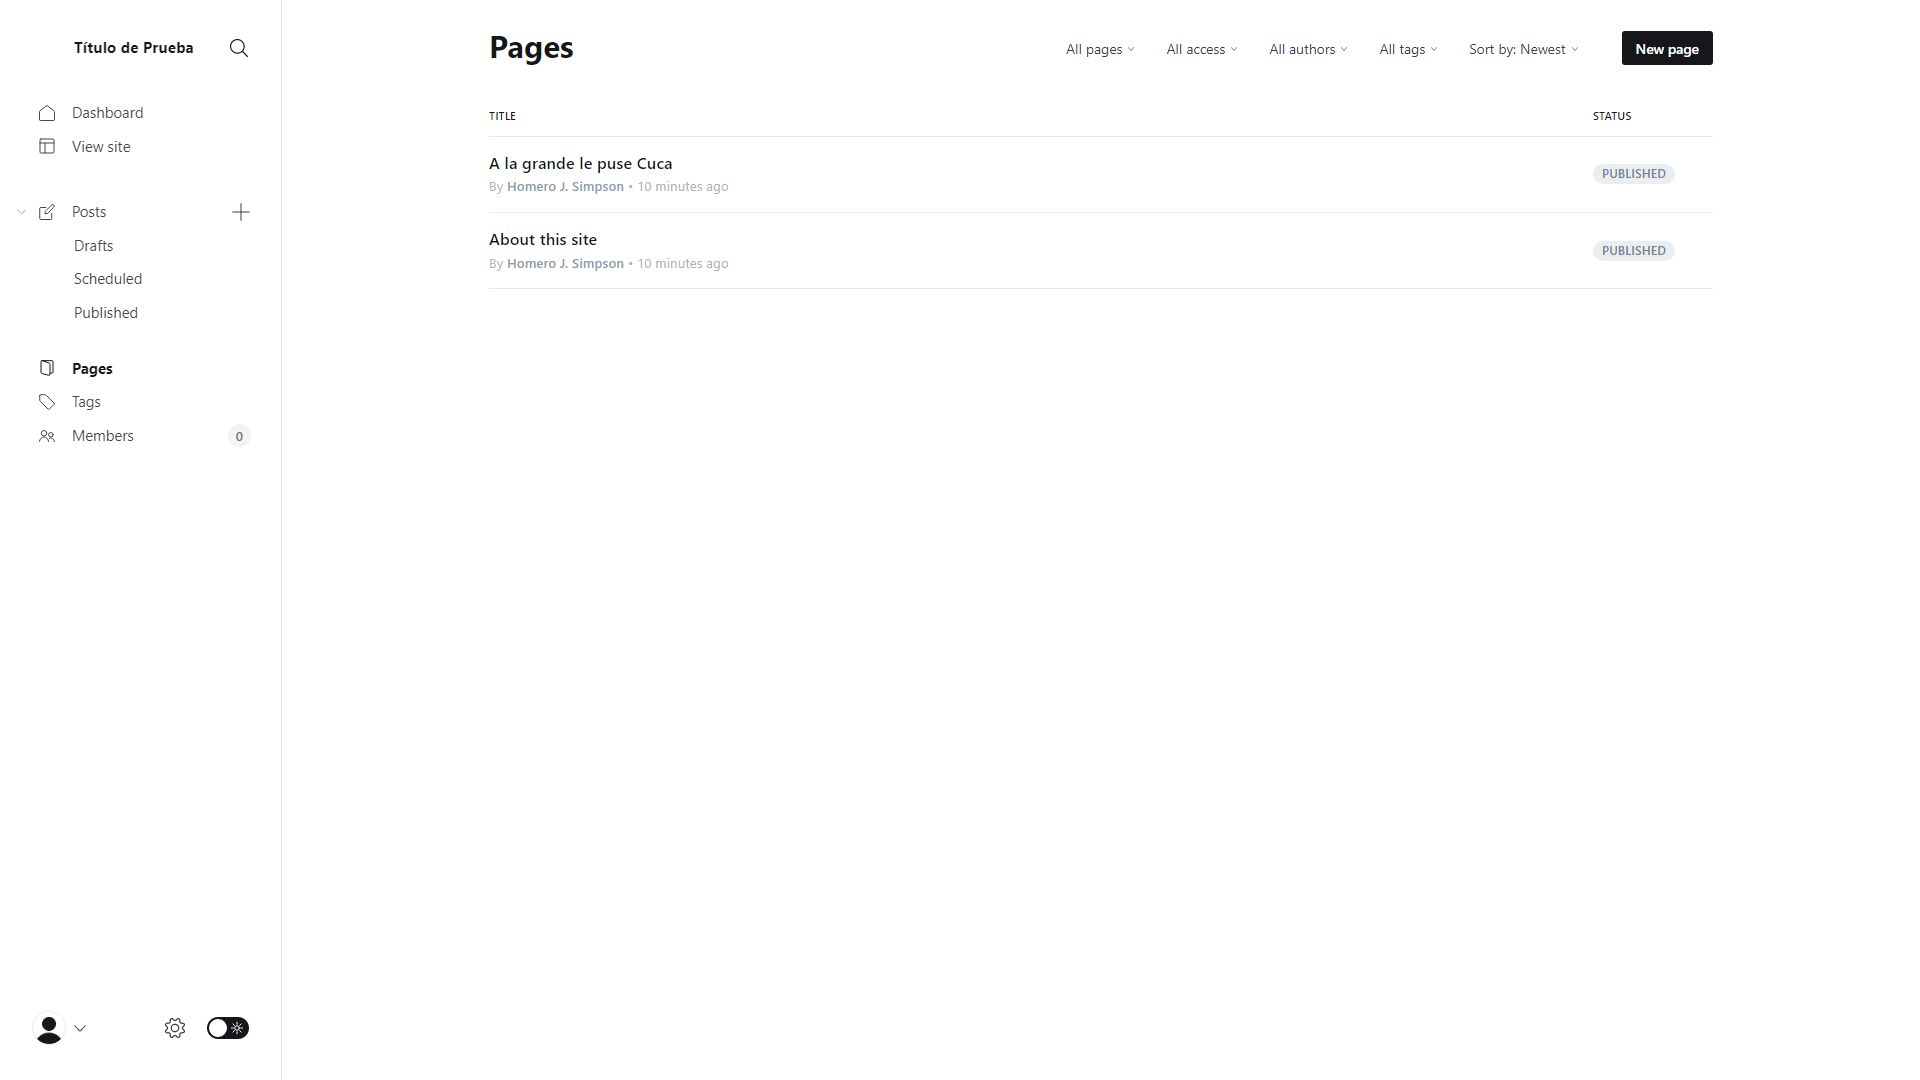 Título de Prueba
Dashboard
View site
Posts
Drafts
Scheduled
Published
Pages
Tags
Members 0
Pages
All pages All access All authors All tags Sort by: Newest New page
TITLE STATUS
A la grande le puse Cuca
By Homero J. Simpson • 10 minutes ago
PUBLISHED
About this site
By Homero J. Simpson • 10 minutes ago
PUBLISHED